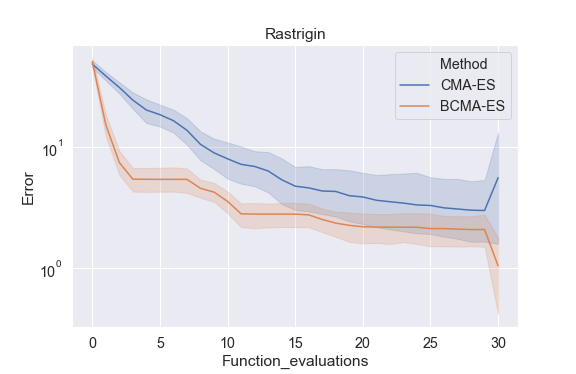 Rastrigin
Method
CMA-ES
BCMA-ES
10^1
10^0
Error
0 5 10 15 20 25 30
Function_evaluations